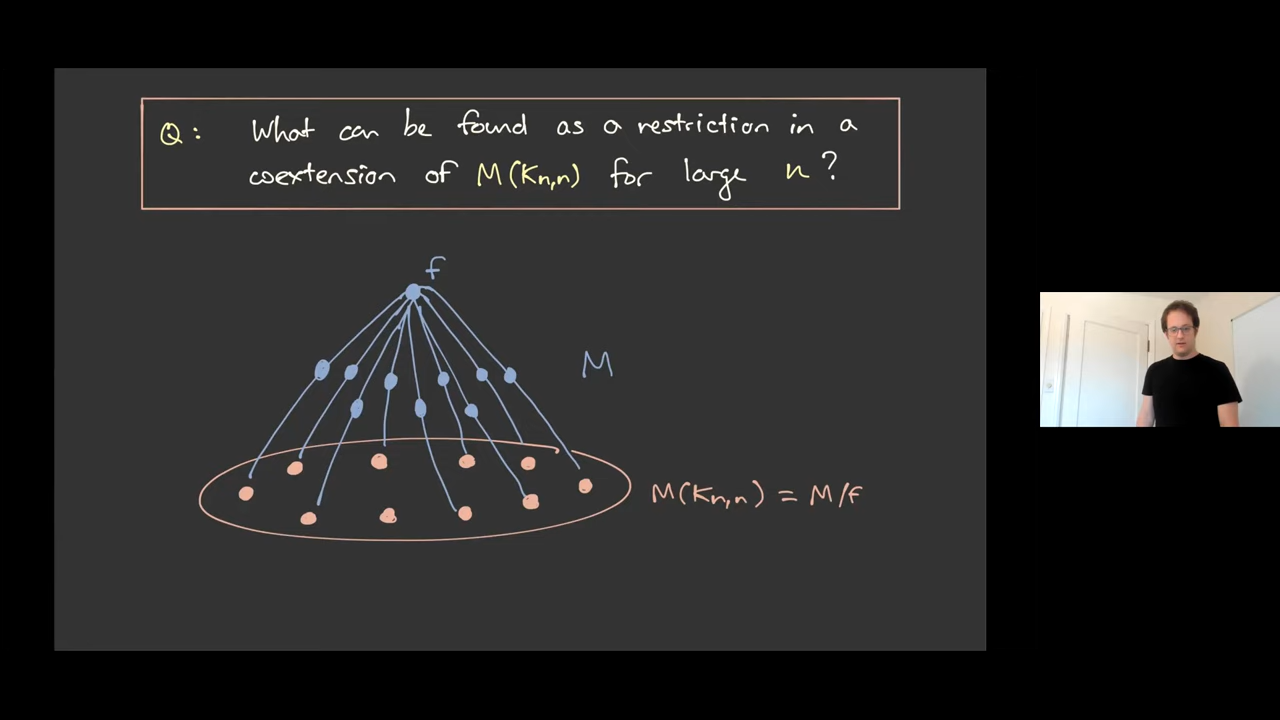 Q: What can be found as a restriction in a
coextension of M(Kn,n) for large n?
f
M
M(Kn,n) = M/f